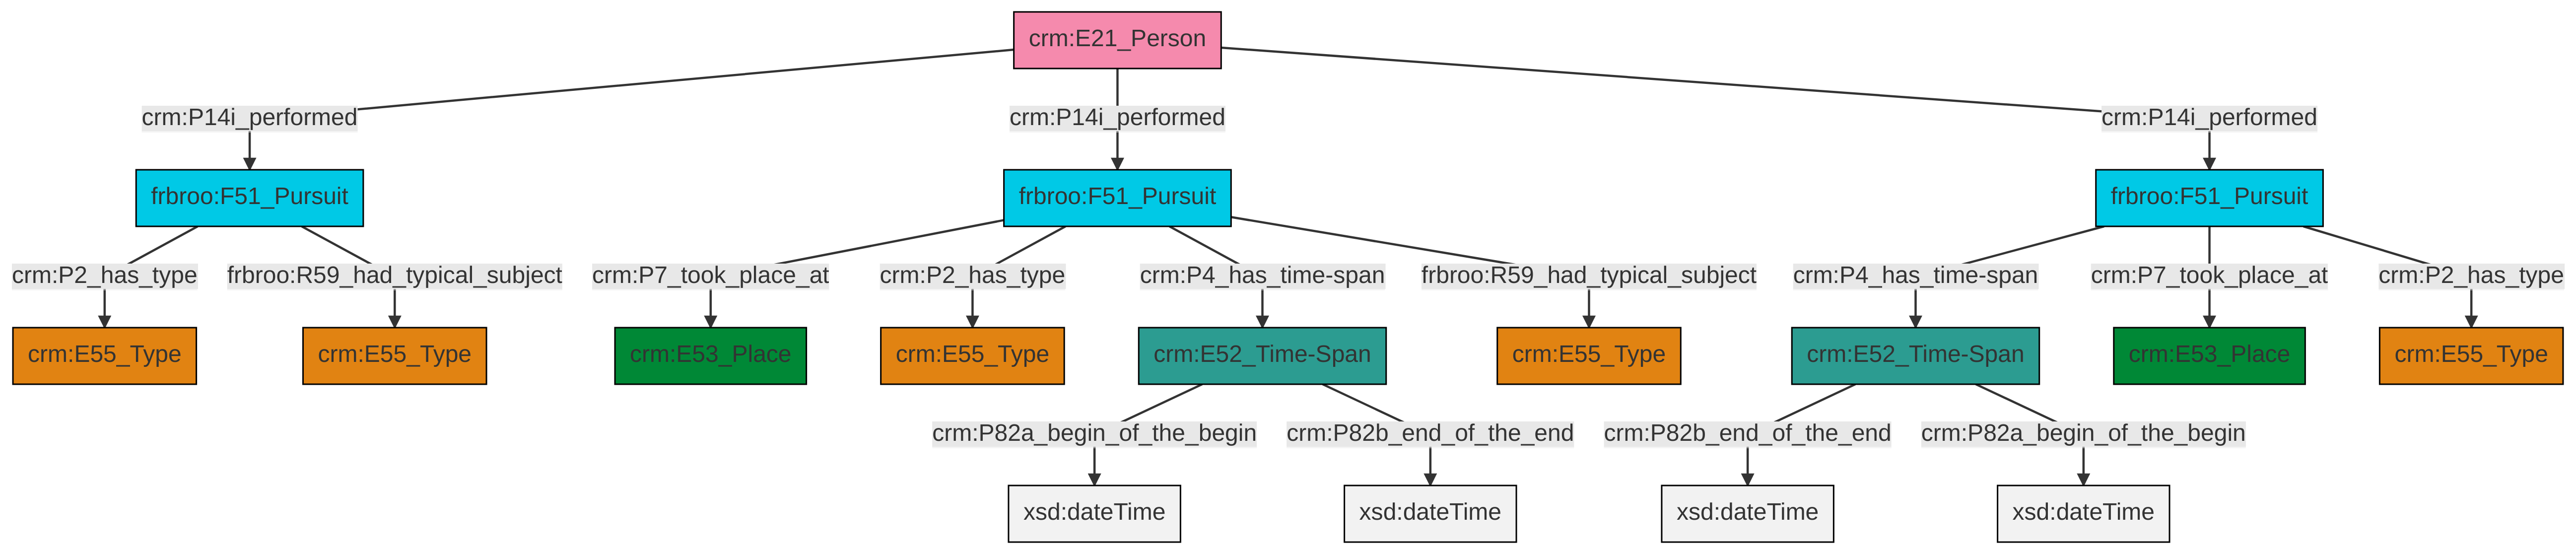 crm:E21_Person
crm:P14i_performed crm:P14i_performed crm:P14i_performed
frbroo:F51_Pursuit frbroo:F51_Pursuit frbroo:F51_Pursuit
crm:P2_has_type frbroo:R59_had_typical_subject crm:P7_took_place_at crm:P2_has_type crm:P4_has_time-span frbroo:R59_had_typical_subject crm:P4_has_time-span crm:P7_took_place_at crm:P2_has_type
crm:E55_Type crm:E55_Type crm:E53_Place crm:E55_Type crm:E52_Time-Span crm:E55_Type crm:E52_Time-Span crm:E53_Place crm:E55_Type
crm:P82a_begin_of_the_begin crm:P82b_end_of_the_end crm:P82b_end_of_the_end crm:P82a_begin_of_the_begin
xsd:dateTime xsd:dateTime xsd:dateTime xsd:dateTime